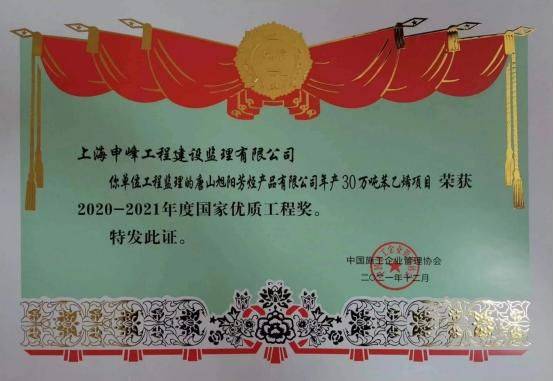 上海申峰工程建设监理有限公司
你单位工程监理的唐山旭阳芳烃产品有限公司年产30万吨苯乙烯项目 荣获
2020-2021年度国家优质工程奖。
特发此证。
中国施工企业管理协会
二〇二一年十二月